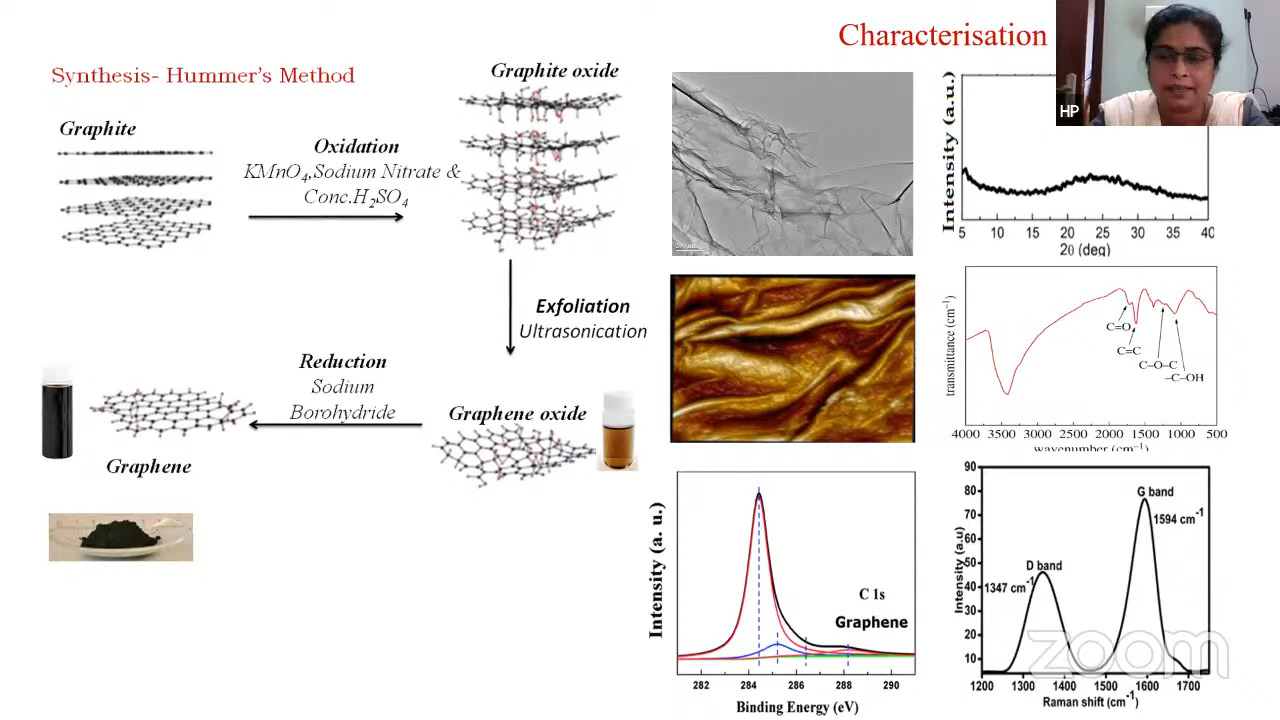 Characterisation
HP
Synthesis- Hummer's Method
Graphite
Oxidation
KMnO4,Sodium Nitrate &
Conc.H2SO4
Graphite oxide
Exfoliation
Ultrasonication
Reduction
Sodium
Borohydride
Graphene oxide
Graphene
Intensity (a.u.)
5 10 15 20 25 30 35 40
2θ (deg)
transmittance (cm⁻¹)
C=O
C=C
C–O–C
–C–OH
4000 3500 3000 2500 2000 1500 1000 500
wavenumber (cm⁻¹)
Intensity (a. u.)
C 1s
Graphene
282 284 286 288 290
Binding Energy (eV)
Intensity (a.u)
90
80
70
60
50
40
30
20
10
G band
1594 cm⁻¹
D band
1347 cm⁻¹
1200 1300 1400 1500 1600 1700
Raman shift (cm⁻¹)
zoom